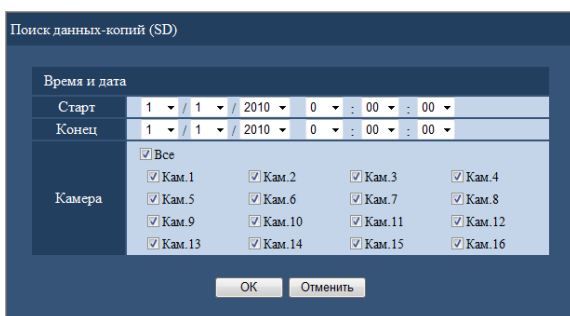 Поиск данных-копий (SD)
Время и дата
Старт 1 / 1 / 2010 0 : 00 : 00
Конец 1 / 1 / 2010 0 : 00 : 00
Все
Кам.1 Кам.2 Кам.3 Кам.4
Камера Кам.5 Кам.6 Кам.7 Кам.8
Кам.9 Кам.10 Кам.11 Кам.12
Кам.13 Кам.14 Кам.15 Кам.16
OK Отменить